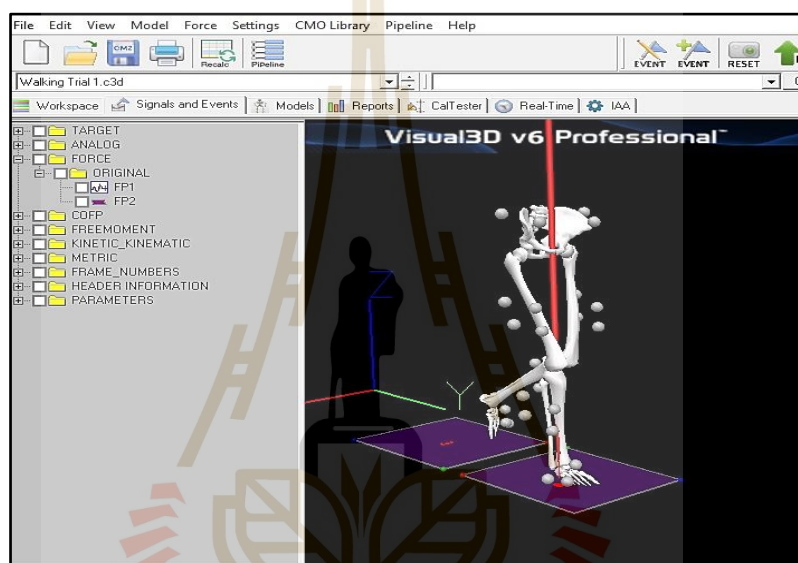 File Edit View Model Force Settings CMO Library Pipeline Help
CMZ Recalc PiPeline EVENT EVENT RESET
Walking Trial 1.c3d
Workspace Signals and Events Models Reports CalTester Real-Time IAA
Visual3D v6 Professional
TARGET
ANALOG
FORCE
ORIGINAL
FP1
FP2
COFP
FREEMOMENT
KINETIC_KINEMATIC
METRIC
FRAME_NUMBERS
HEADER INFORMATION
PARAMETERS
Y